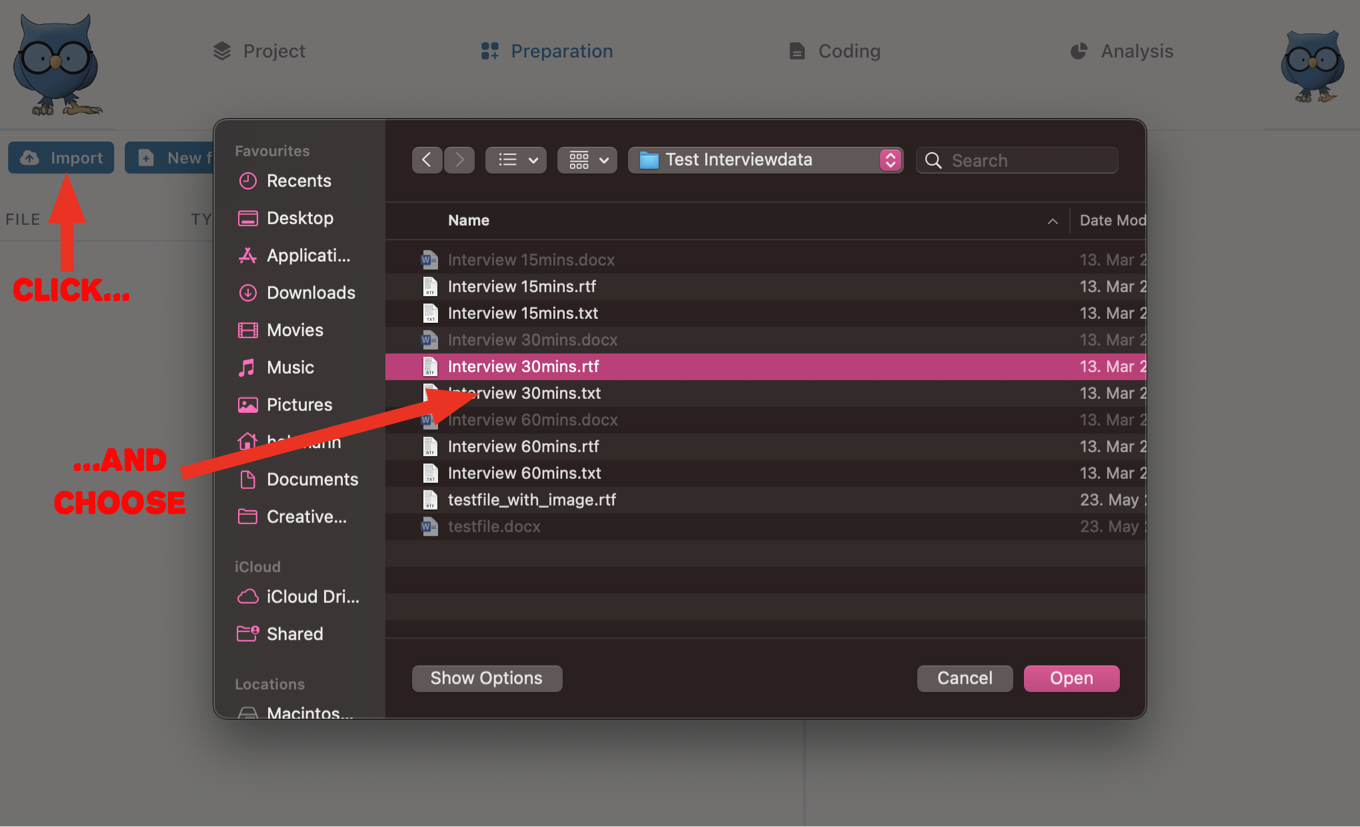 Project
Preparation
Coding
Analysis
Import
New f
FILE
TY
CLICK...
...AND
CHOOSE
Favourites
Recents
Desktop
Applicati...
Downloads
Movies
Music
Pictures
Documents
Creative...
iCloud
iCloud Dri...
Shared
Locations
Macintos...
Test Interviewdata
Search
Name
Date Mod
Interview 15mins.docx
13. Mar 2
Interview 15mins.rtf
13. Mar 2
Interview 15mins.txt
13. Mar 2
Interview 30mins.docx
13. Mar 2
Interview 30mins.rtf
13. Mar 2
Interview 30mins.txt
13. Mar 2
Interview 60mins.docx
13. Mar 2
Interview 60mins.rtf
13. Mar 2
Interview 60mins.txt
13. Mar 2
testfile_with_image.rtf
23. May
testfile.docx
23. May
Show Options
Cancel
Open